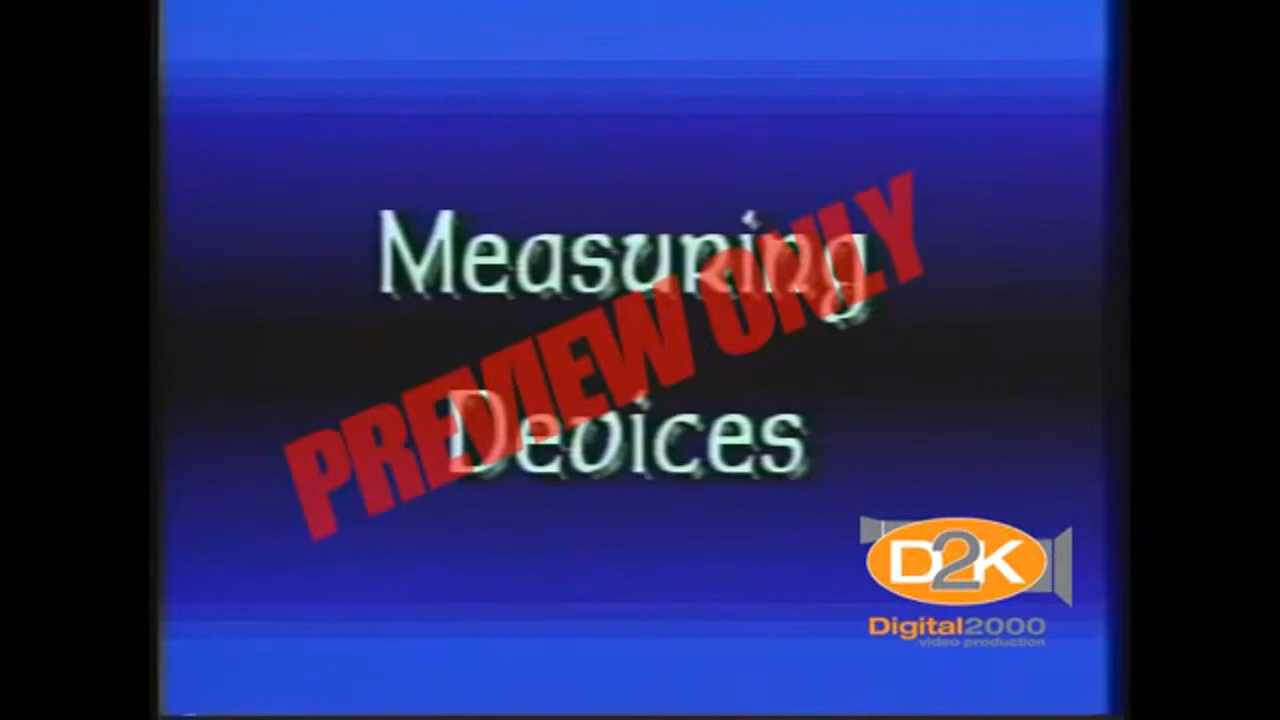 Measuring
PREVIEW ONLY
Devices
D2K
Digital2000
video production